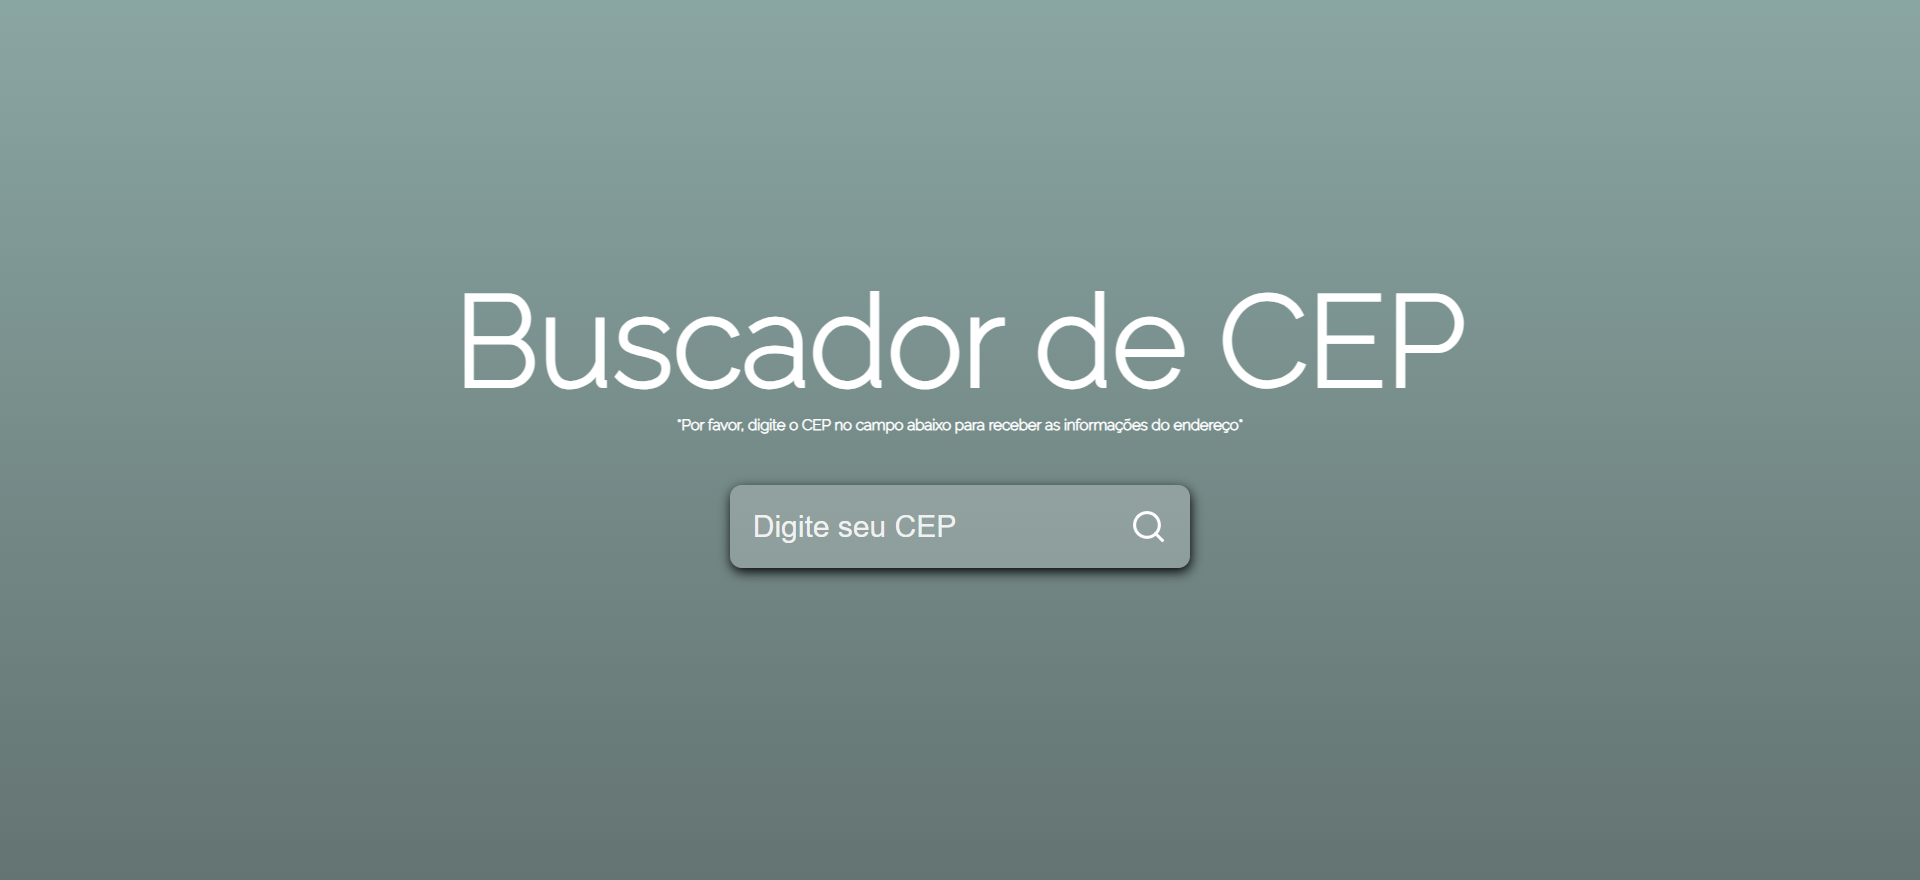 Buscador de CEP
*Por favor, digite o CEP no campo abaixo para receber as informações do endereço*
Digite seu CEP